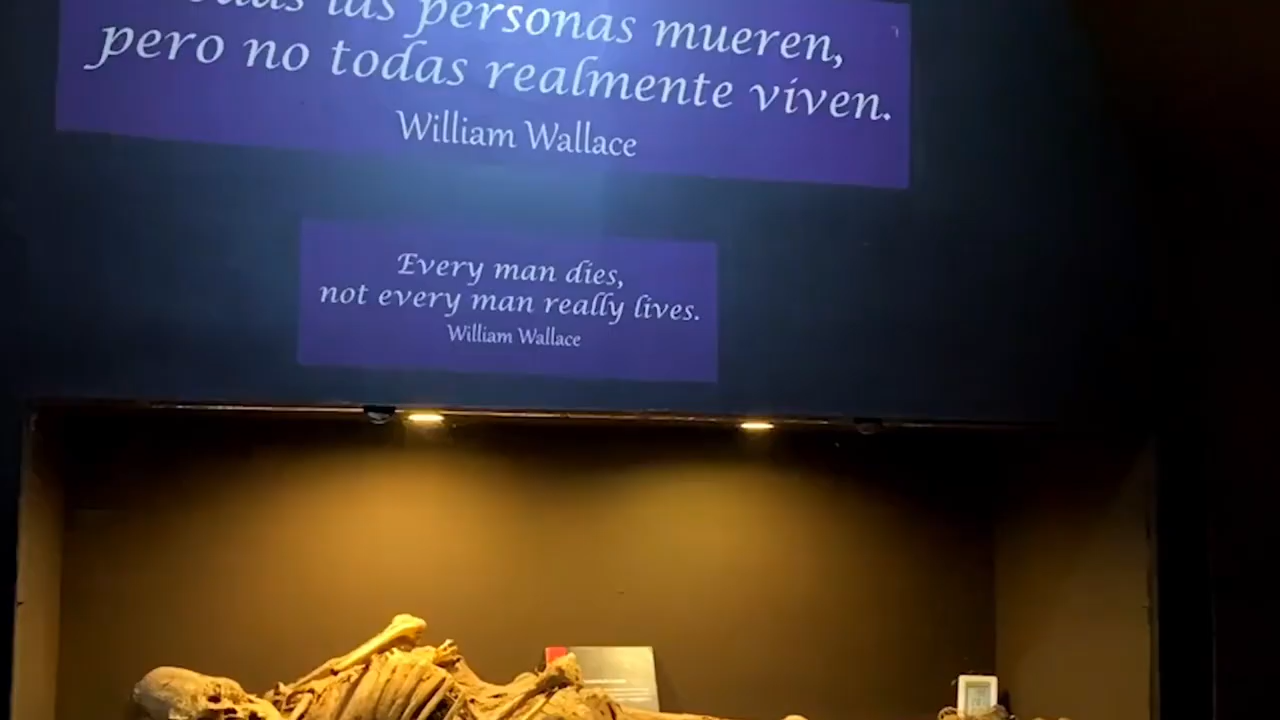 las personas mueren,
pero no todas realmente viven.
William Wallace
Every man dies,
not every man really lives.
William Wallace